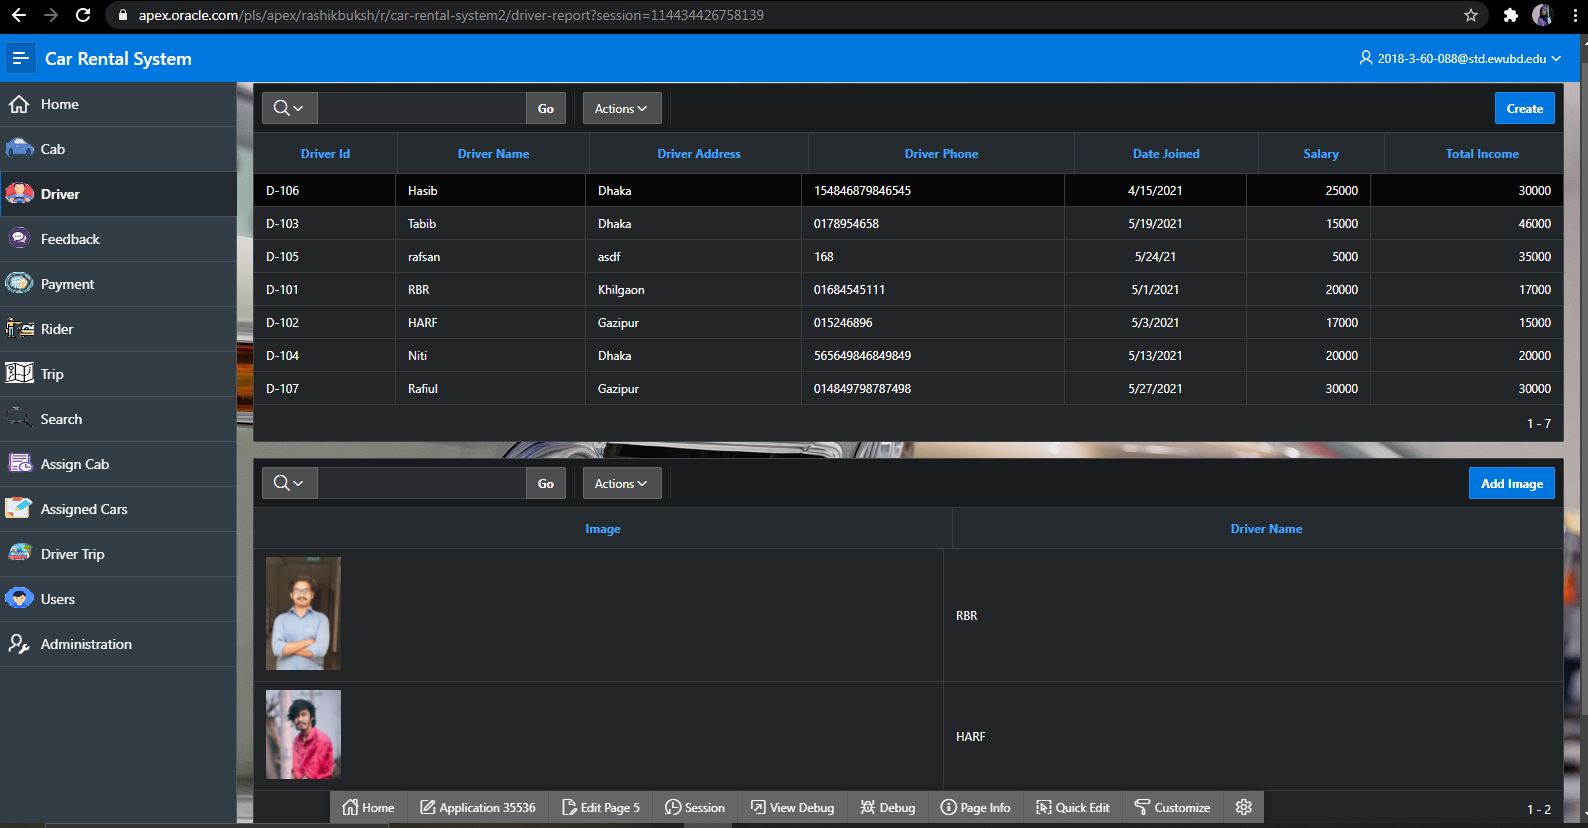 apex.oracle.com/pls/apex/rashikbuksh/r/car-rental-system2/driver-report?session=114434426758139
Car Rental System
2018-3-60-088@std.ewubd.edu
Home
Cab
Driver
Feedback
Payment
Rider
Trip
Search
Assign Cab
Assigned Cars
Driver Trip
Users
Administration
Go Actions Create
Driver Id Driver Name Driver Address Driver Phone Date Joined Salary Total Income
D-106 Hasib Dhaka 154846879846545 4/15/2021 25000 30000
D-103 Tabib Dhaka 0178954658 5/19/2021 15000 46000
D-105 rafsan asdf 168 5/24/21 5000 35000
D-101 RBR Khilgaon 01684545111 5/1/2021 20000 17000
D-102 HARF Gazipur 015246896 5/3/2021 17000 15000
D-104 Niti Dhaka 565649846849849 5/13/2021 20000 20000
D-107 Rafiul Gazipur 014849798787498 5/27/2021 30000 30000
1 - 7
Go Actions Add Image
Image Driver Name
RBR
HARF
1 - 2
Home Application 35536 Edit Page 5 Session View Debug Debug Page Info Quick Edit Customize